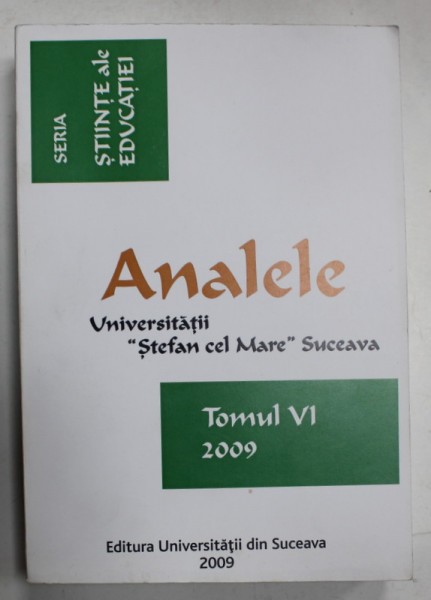 SERIA
ŞTIINŢE ale
EDUCAŢIEI
Analele
Universităţii
“Ştefan cel Mare” Suceava
Tomul VI
2009
Editura Universităţii din Suceava
2009